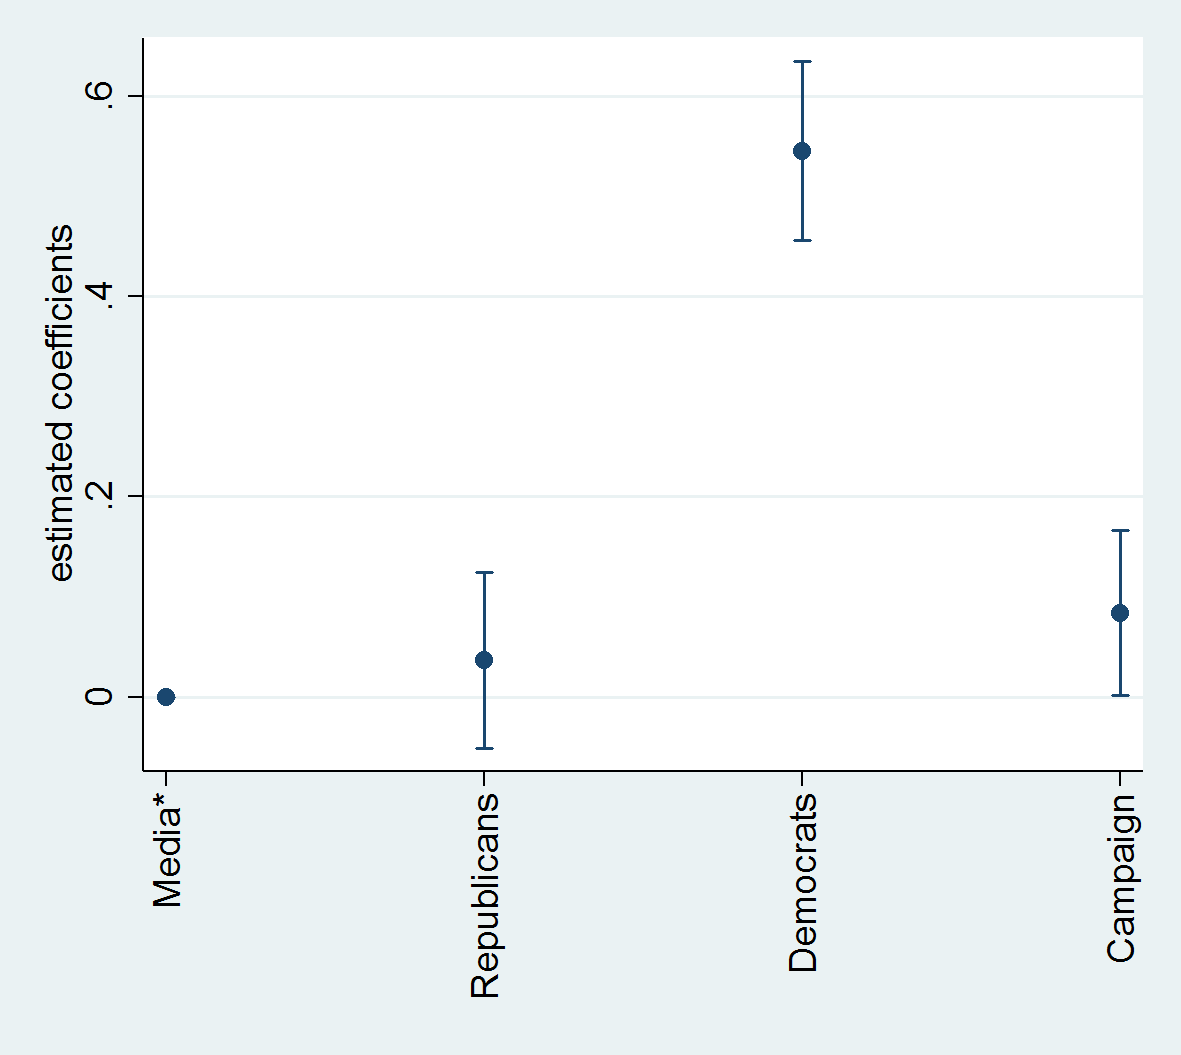 estimated coefficients
.6
.4
.2
0
Media*
Republicans
Democrats
Campaign